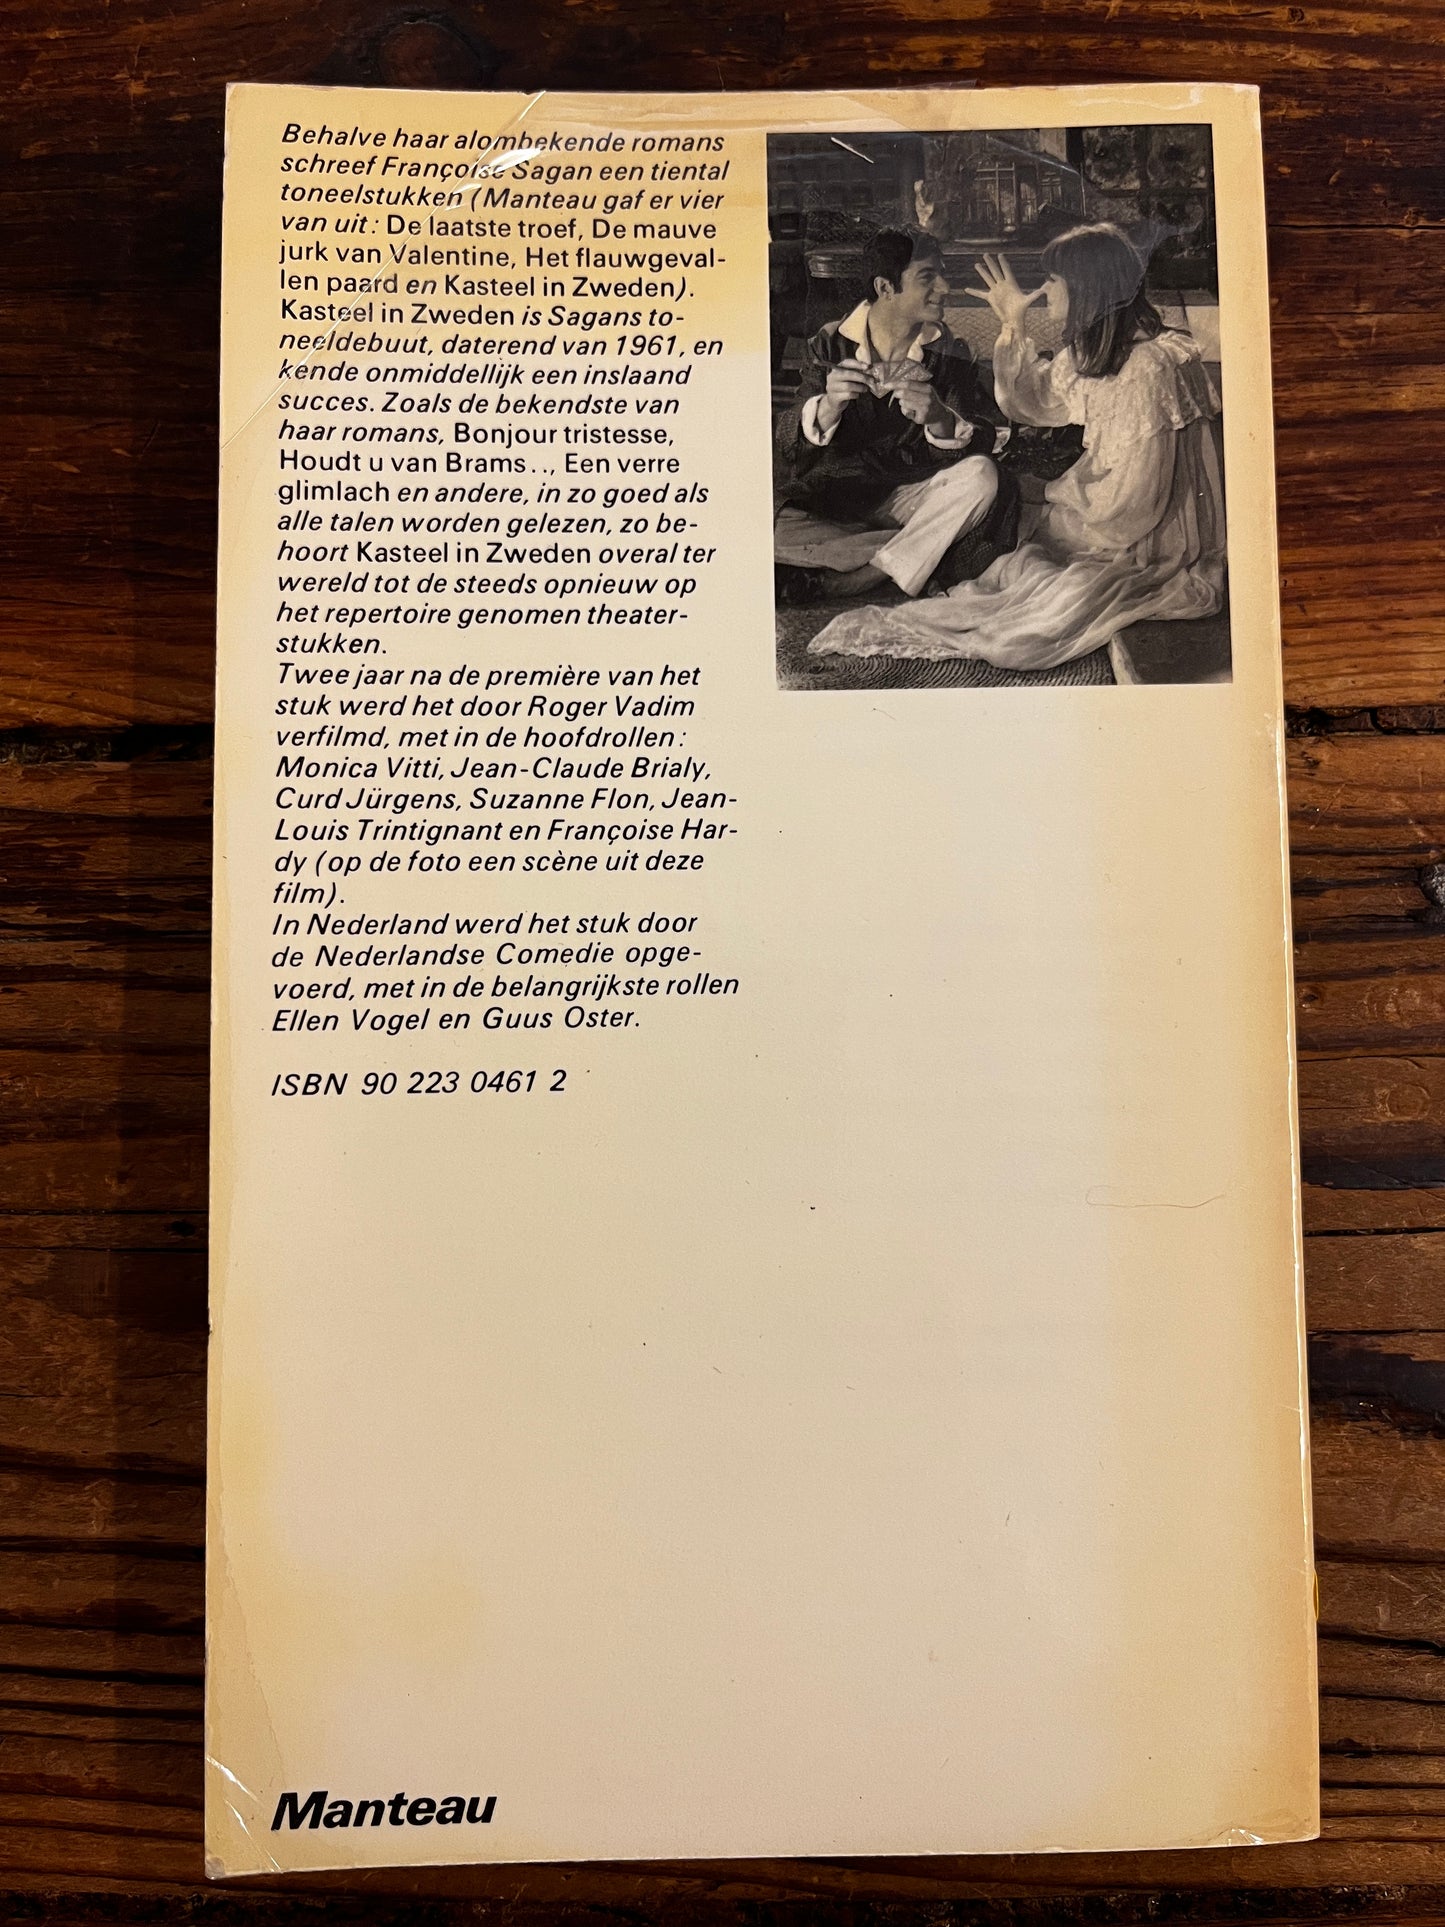 Behalve haar alombekende romans
schreef Françoise Sagan een tiental
toneelstukken (Manteau gaf er vier
van uit: De laatste troef, De mauve
jurk van Valentine, Het flauwgeval-
len paard en Kasteel in Zweden).
Kasteel in Zweden is Sagans to-
neeldebuut, daterend van 1961, en
kende onmiddellijk een inslaand
succes. Zoals de bekendste van
haar romans, Bonjour tristesse,
Houdt u van Brams.., Een verre
glimlach en andere, in zo goed als
alle talen worden gelezen, zo be-
hoort Kasteel in Zweden overal ter
wereld tot de steeds opnieuw op
het repertoire genomen theater-
stukken.
Twee jaar na de première van het
stuk werd het door Roger Vadim
verfilmd, met in de hoofdrollen:
Monica Vitti, Jean-Claude Brialy,
Curd Jürgens, Suzanne Flon, Jean-
Louis Trintignant en Françoise Har-
dy (op de foto een scène uit deze
film).
In Nederland werd het stuk door
de Nederlandse Comedie opge-
voerd, met in de belangrijkste rollen
Ellen Vogel en Guus Oster.
ISBN 90 223 0461 2
Manteau